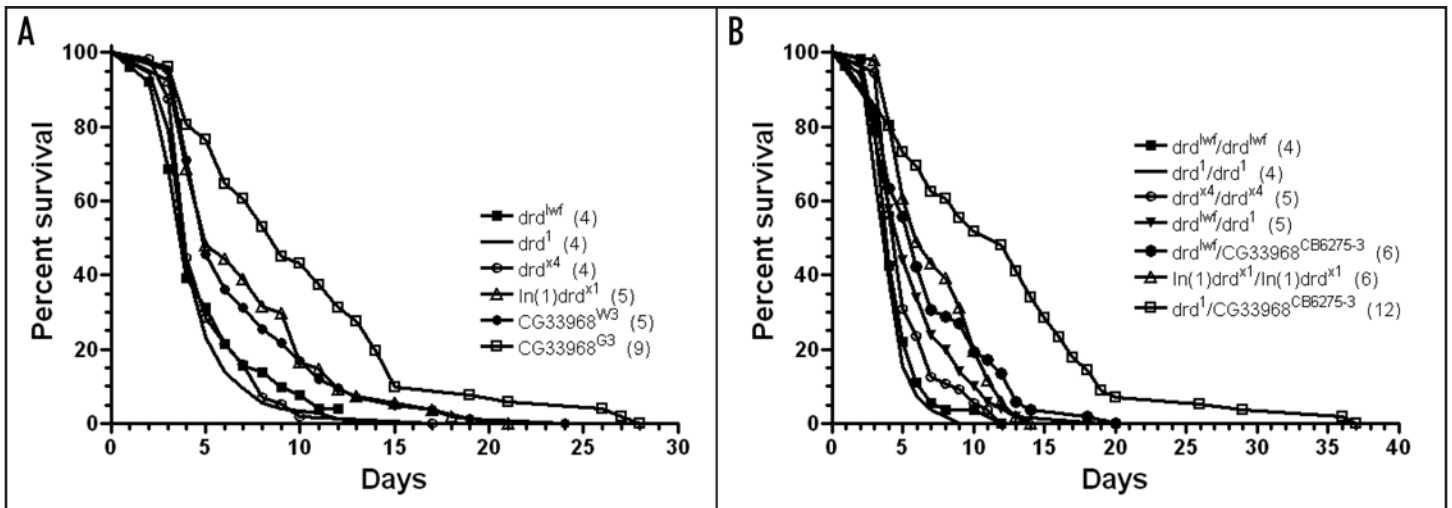 A
Percent survival
100
80
60
40
20
0
0 5 10 15 20 25 30
Days
drd^lwf (4)
drd^1 (4)
drd^x4 (4)
In(1)drd^x1 (5)
CG33968^W3 (5)
CG33968^G3 (9)
B
Percent survival
100
80
60
40
20
0
0 5 10 15 20 25 30 35 40
Days
drd^lwf/drd^lwf (4)
drd^1/drd^1 (4)
drd^x4/drd^x4 (5)
drd^lwf/drd^1 (5)
drd^lwf/CG33968^CB6275-3 (6)
In(1)drd^x1/In(1)drd^x1 (6)
drd^1/CG33968^CB6275-3 (12)